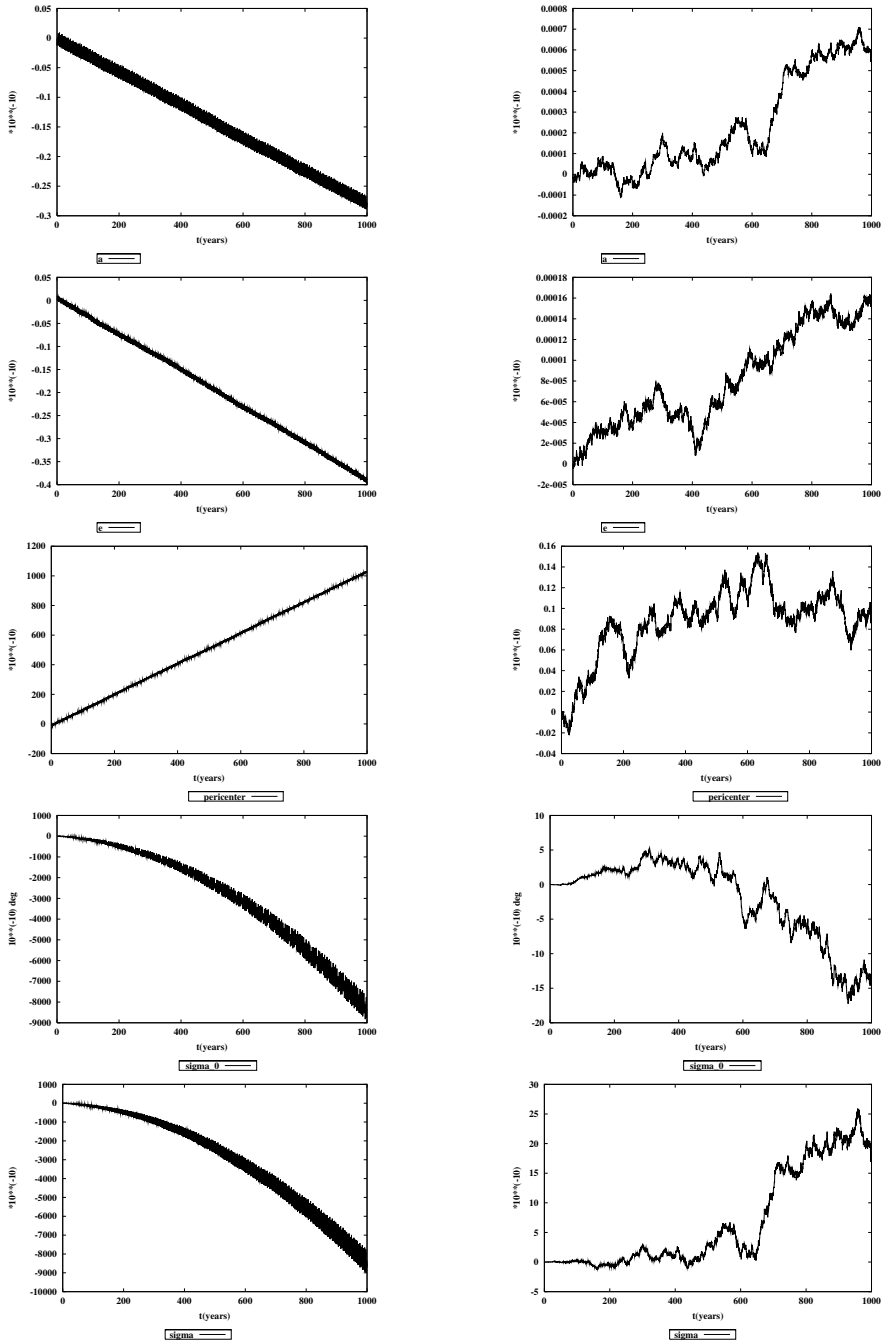 0.05
0
-0.05
-0.1
-0.15
-0.2
-0.25
-0.3
*10**(-10)
0 200 400 600 800 1000
t(years)
a
0.0008
0.0007
0.0006
0.0005
0.0004
0.0003
0.0002
0.0001
0
-0.0001
-0.0002
*10**(-10)
0 200 400 600 800 1000
t(years)
a
0.05
0
-0.05
-0.1
-0.15
-0.2
-0.25
-0.3
-0.35
-0.4
*10**(-10)
0 200 400 600 800 1000
t(years)
e
0.00018
0.00016
0.00014
0.00012
0.0001
8e-005
6e-005
4e-005
2e-005
0
-2e-005
*10**(-10)
0 200 400 600 800 1000
t(years)
e
1200
1000
800
600
400
200
0
-200
*10**(-10)
0 200 400 600 800 1000
t(years)
pericenter
0.16
0.14
0.12
0.1
0.08
0.06
0.04
0.02
0
-0.02
-0.04
*10**(-10)
0 200 400 600 800 1000
t(years)
pericenter
1000
0
-1000
-2000
-3000
-4000
-5000
-6000
-7000
-8000
-9000
10**(-10) deg
0 200 400 600 800 1000
t(years)
sigma_0
10
5
0
-5
-10
-15
-20
10**(-10) deg
0 200 400 600 800 1000
t(years)
sigma_0
1000
0
-1000
-2000
-3000
-4000
-5000
-6000
-7000
-8000
-9000
-10000
*10**(-10)
0 200 400 600 800 1000
t(years)
sigma
30
25
20
15
10
5
0
-5
*10**(-10)
0 200 400 600 800 1000
t(years)
sigma